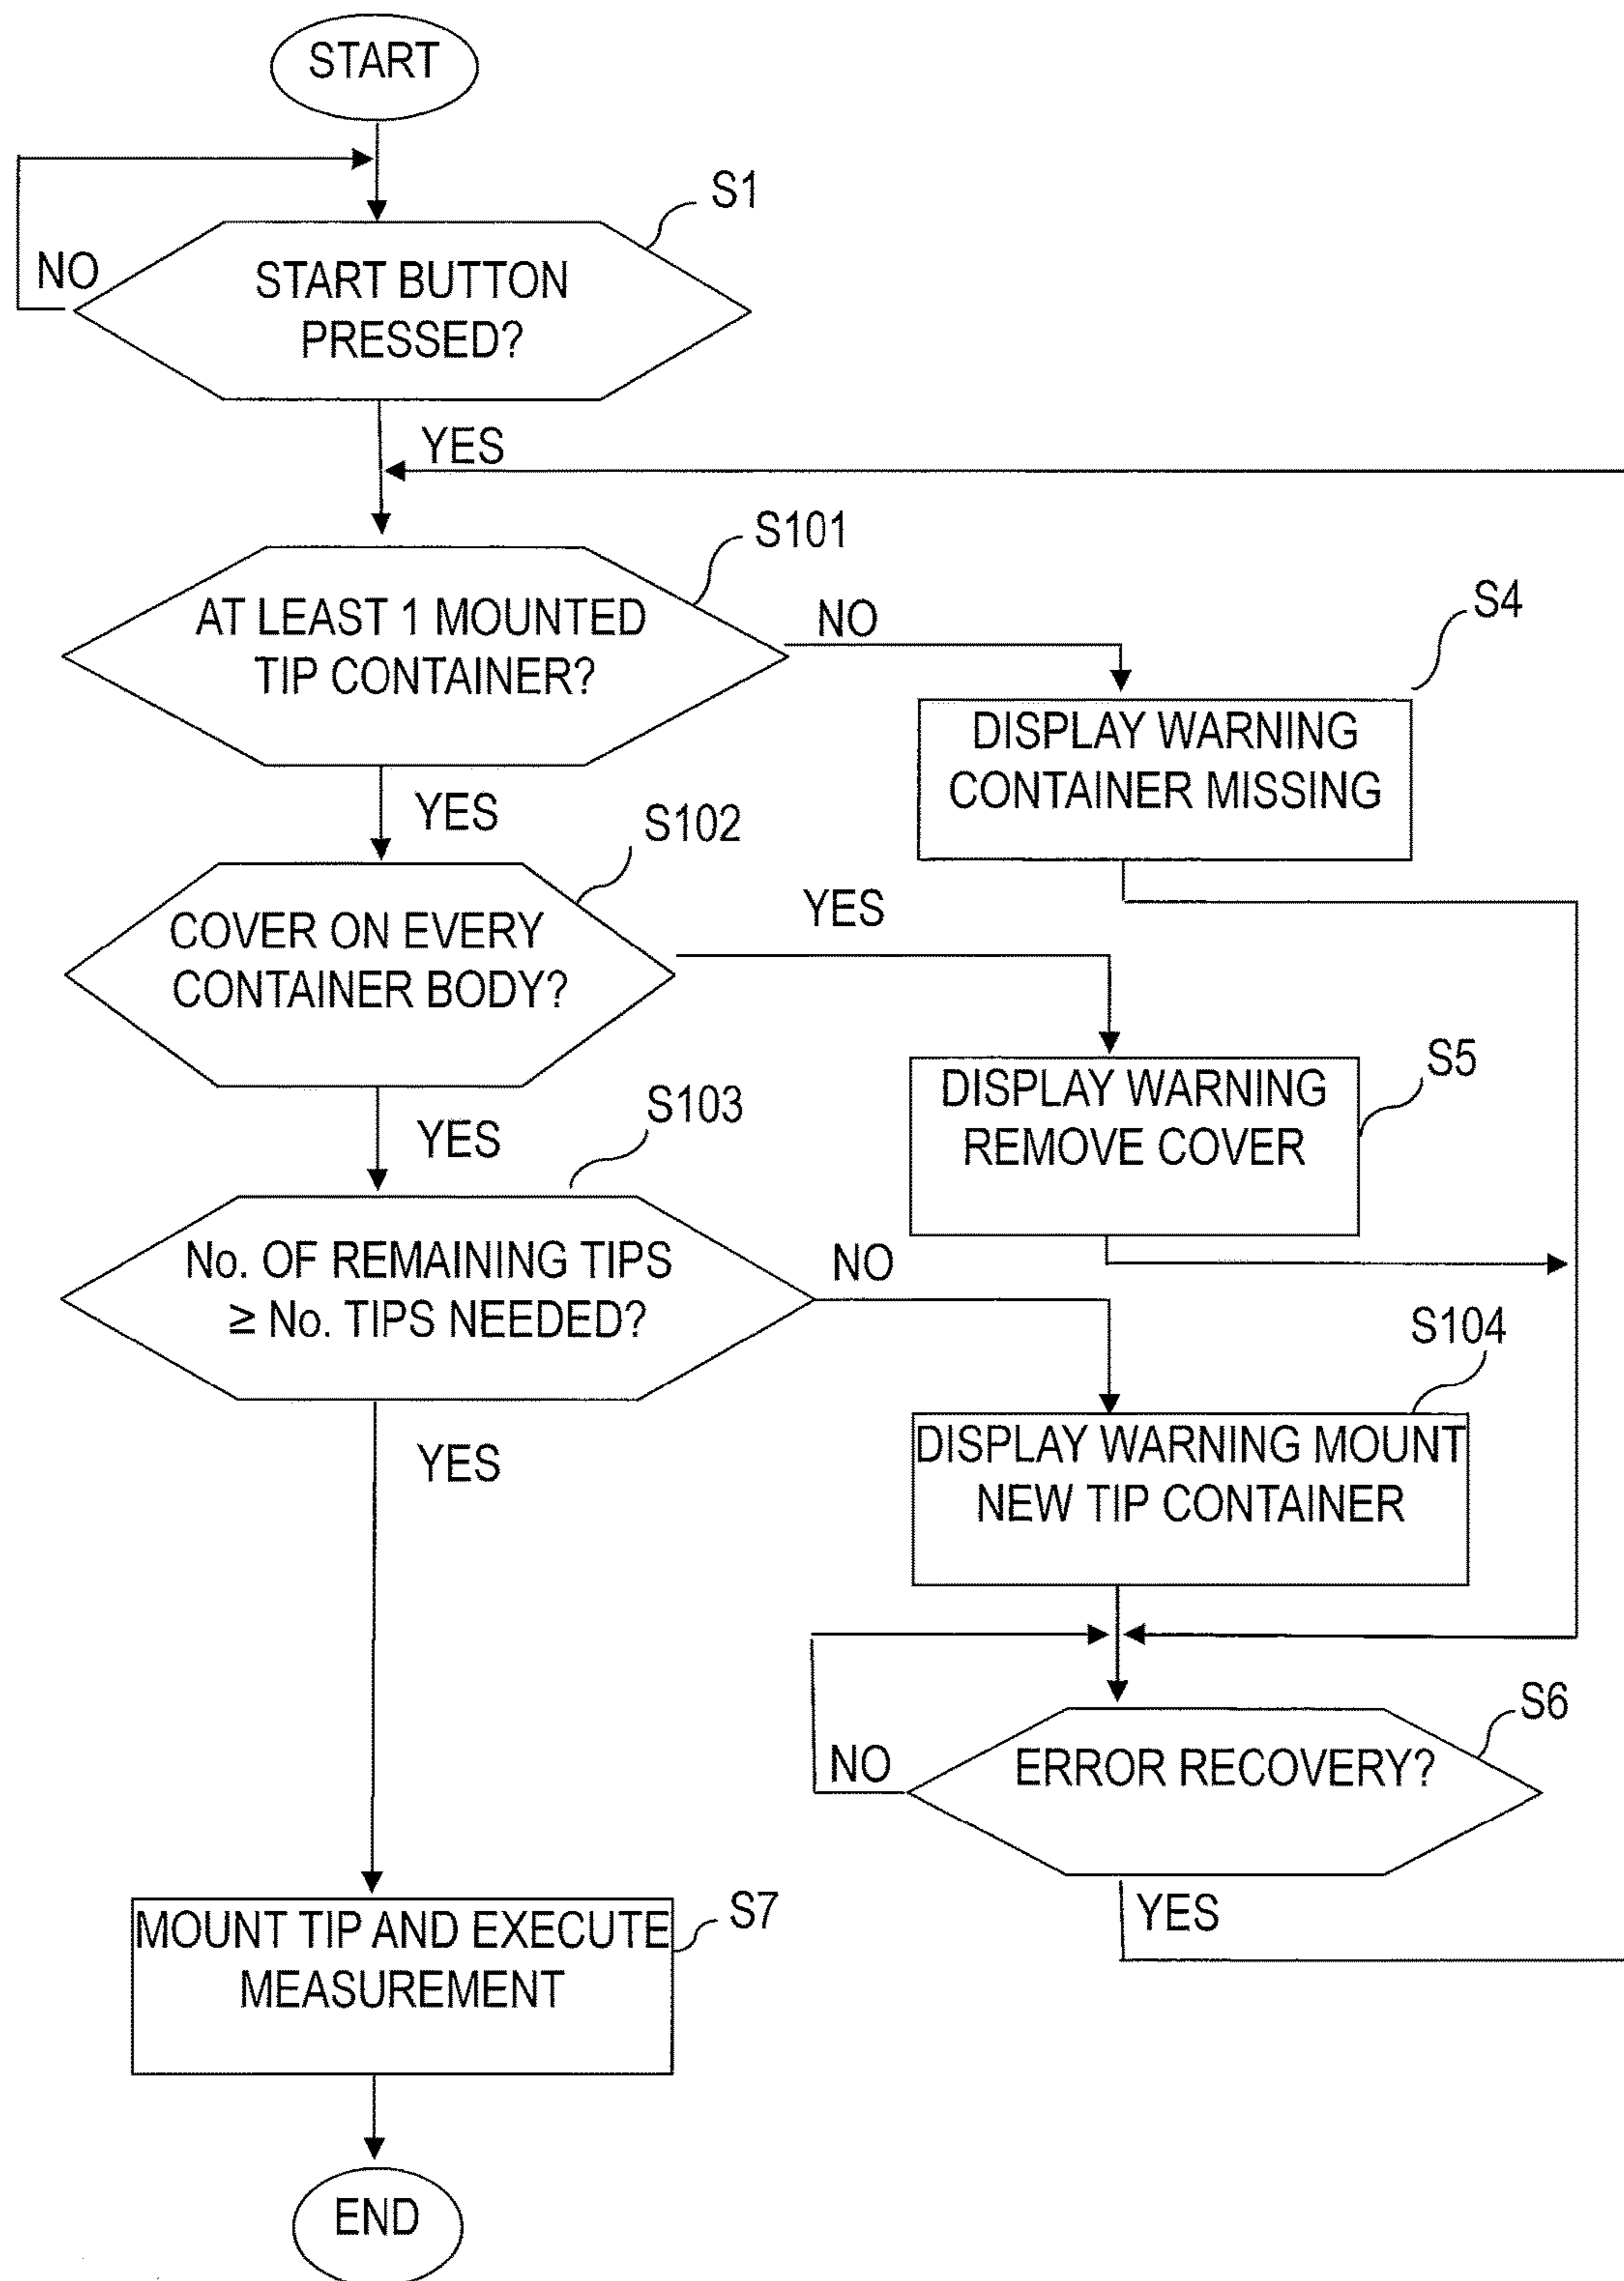 START
S1
NO
START BUTTON
PRESSED?
YES
S101
AT LEAST 1 MOUNTED
TIP CONTAINER?
NO
S4
DISPLAY WARNING
CONTAINER MISSING
YES
S102
COVER ON EVERY
CONTAINER BODY?
YES
S5
DISPLAY WARNING
REMOVE COVER
YES
S103
No. OF REMAINING TIPS
≥ No. TIPS NEEDED?
NO
S104
DISPLAY WARNING MOUNT
NEW TIP CONTAINER
YES
S6
ERROR RECOVERY?
NO
YES
S7
MOUNT TIP AND EXECUTE
MEASUREMENT
END